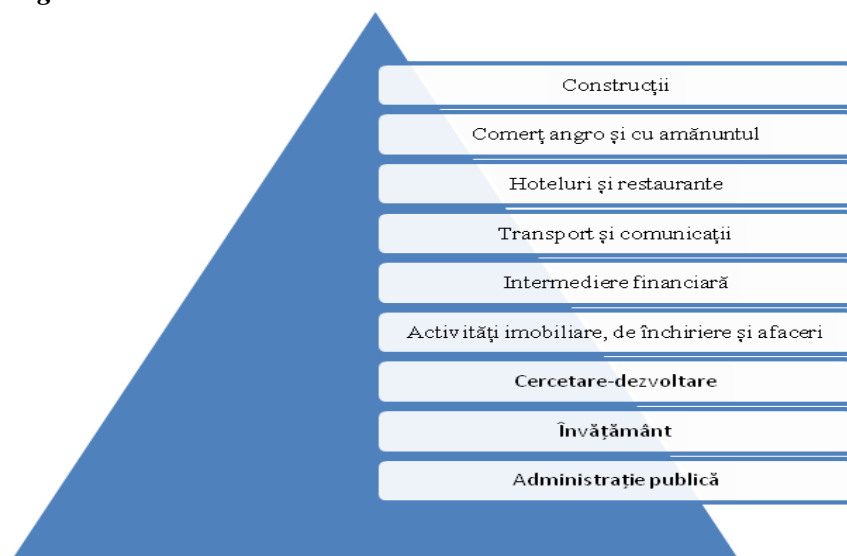 Construcții
Comerț angro și cu amănuntul
Hoteluri și restaurante
Transport și comunicații
Intermediere financiară
Activități imobiliare, de închiriere și afaceri
Cercetare-dezvoltare
Învățământ
Administrație publică